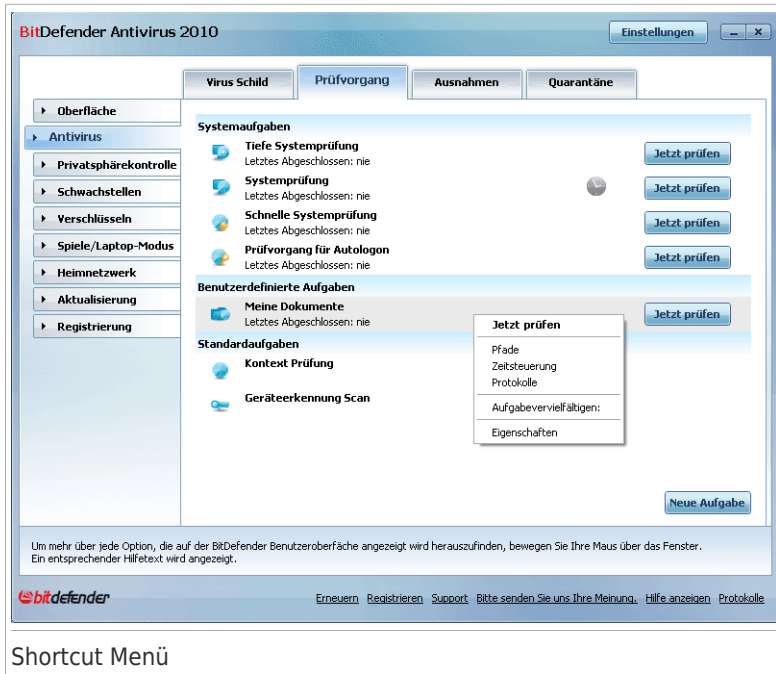 BitDefender Antivirus 2010
Einstellungen
Virus Schild
Prüfvorgang
Ausnahmen
Quarantäne
Oberfläche
Antivirus
Privatsphärekontrolle
Schwachstellen
Verschlüsseln
Spiele/Laptop-Modus
Heimnetzwerk
Aktualisierung
Registrierung
Systemaufgaben
Tiefe Systemprüfung
Letztes Abgeschlossen: nie
Jetzt prüfen
Systemprüfung
Letztes Abgeschlossen: nie
Jetzt prüfen
Schnelle Systemprüfung
Letztes Abgeschlossen: nie
Jetzt prüfen
Prüfvorgang für Autologon
Letztes Abgeschlossen: nie
Jetzt prüfen
Benutzerdefinierte Aufgaben
Meine Dokumente
Letztes Abgeschlossen: nie
Jetzt prüfen
Standardaufgaben
Kontext Prüfung
Geräteerkennung Scan
Jetzt prüfen
Pfade
Zeitsteuerung
Protokolle
Aufgabevervielfältigen:
Eigenschaften
Neue Aufgabe
Um mehr über jede Option, die auf der BitDefender Benutzeroberfäche angezeigt wird herauszufinden, bewegen Sie Ihre Maus über das Fenster.
Ein entsprechender Hilfetext wird angezeigt.
bitdefender
Erneuern Registrieren Support Bitte senden Sie uns Ihre Meinung. Hilfe anzeigen Protokolle
Shortcut Menü